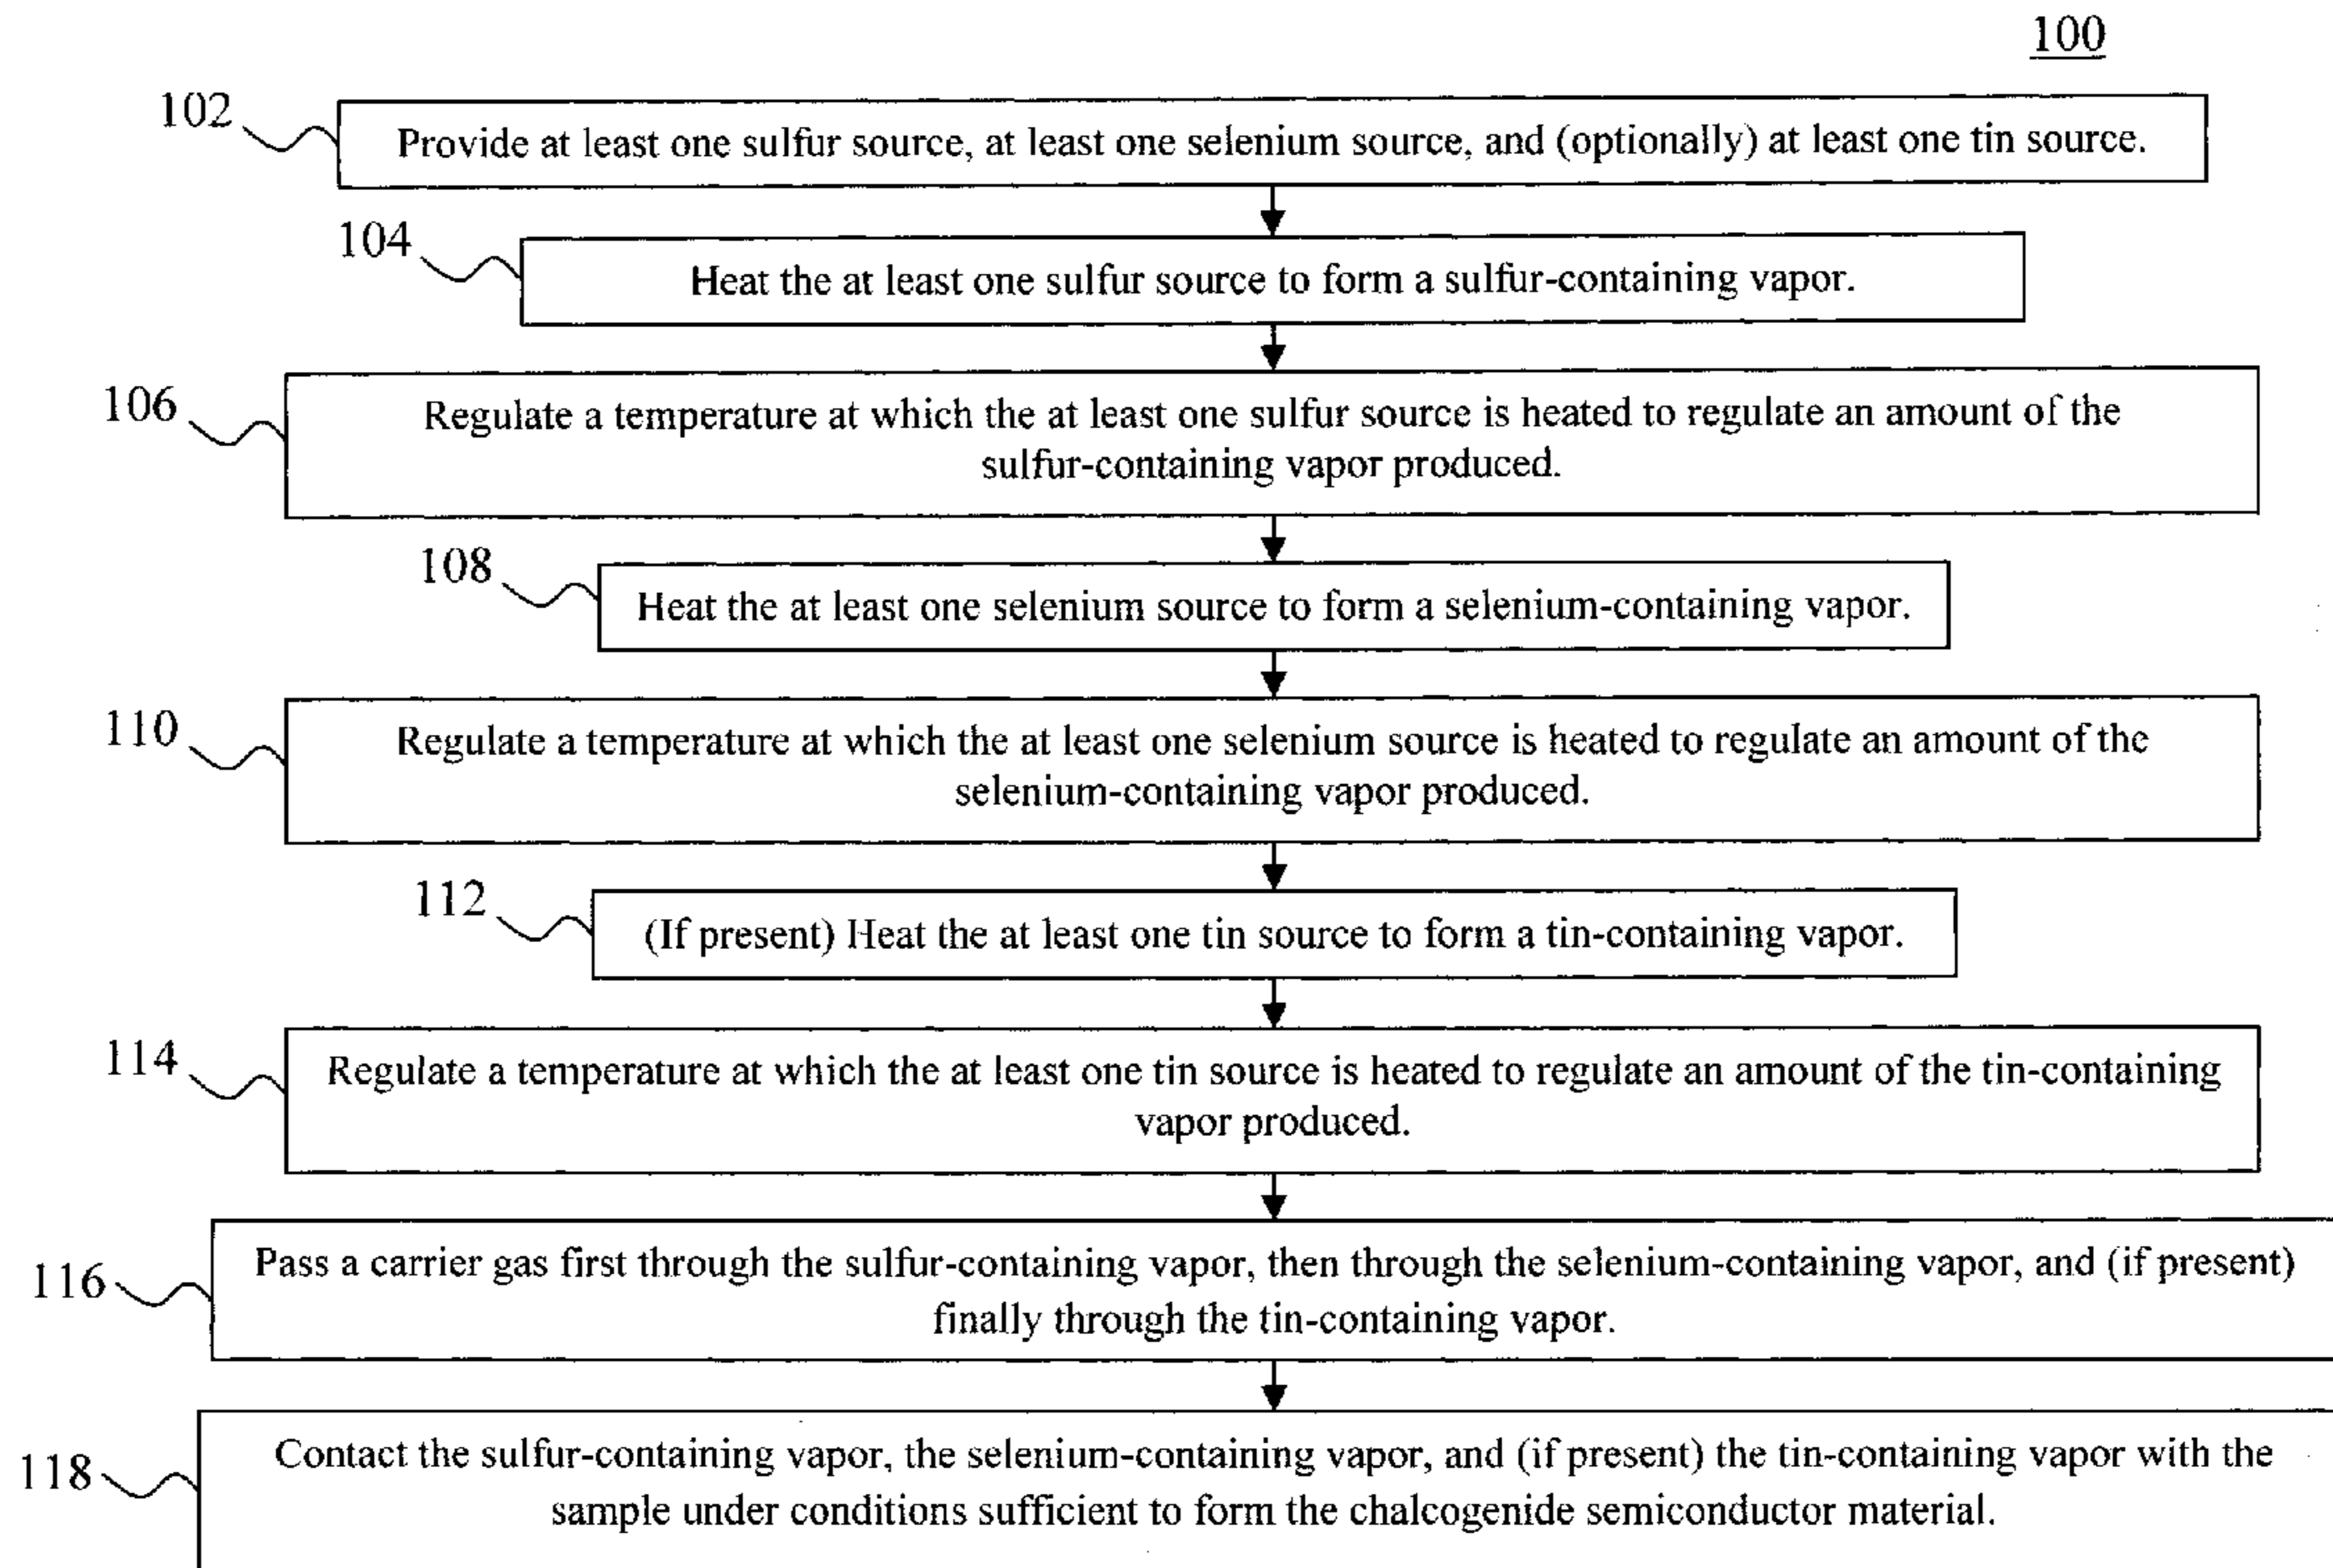 100
102
Provide at least one sulfur source, at least one selenium source, and (optionally) at least one tin source.
104
Heat the at least one sulfur source to form a sulfur-containing vapor.
106
Regulate a temperature at which the at least one sulfur source is heated to regulate an amount of the
sulfur-containing vapor produced.
108
Heat the at least one selenium source to form a selenium-containing vapor.
110
Regulate a temperature at which the at least one selenium source is heated to regulate an amount of the
selenium-containing vapor produced.
112
(If present) Heat the at least one tin source to form a tin-containing vapor.
114
Regulate a temperature at which the at least one tin source is heated to regulate an amount of the tin-containing
vapor produced.
116
Pass a carrier gas first through the sulfur-containing vapor, then through the selenium-containing vapor, and (if present)
finally through the tin-containing vapor.
118
Contact the sulfur-containing vapor, the selenium-containing vapor, and (if present) the tin-containing vapor with the
sample under conditions sufficient to form the chalcogenide semiconductor material.